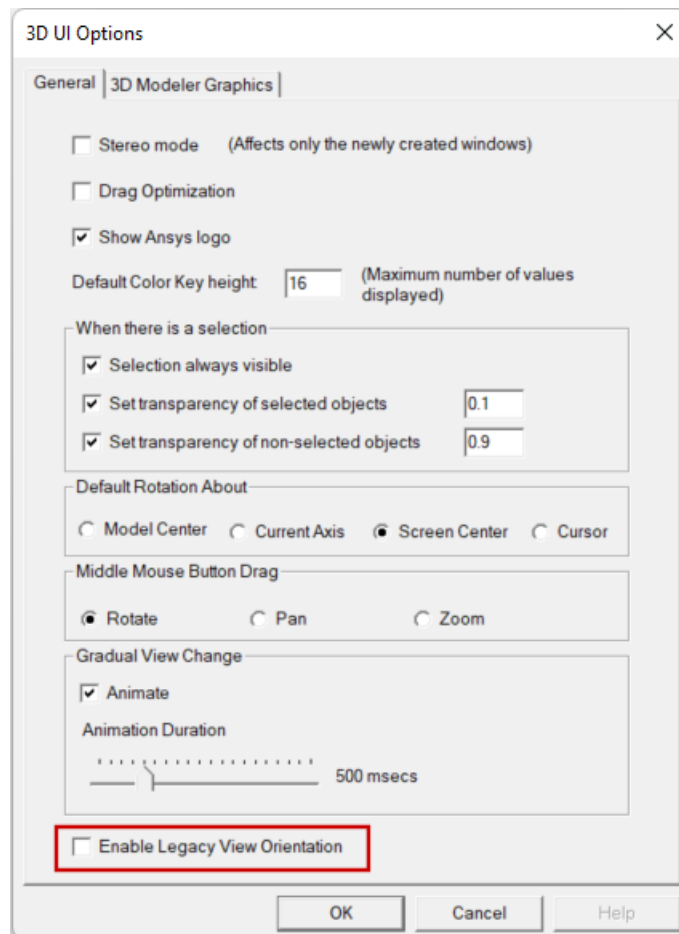 3D UI Options
General
3D Modeler Graphics
Stereo mode (Affects only the newly created windows)
Drag Optimization
Show Ansys logo
Default Color Key height 16 (Maximum number of values
displayed)
When there is a selection
Selection always visible
Set transparency of selected objects 0.1
Set transparency of non-selected objects 0.9
Default Rotation About
Model Center Current Axis Screen Center Cursor
Middle Mouse Button Drag
Rotate Pan Zoom
Gradual View Change
Animate
Animation Duration
500 msecs
Enable Legacy View Orientation
OK Cancel Help